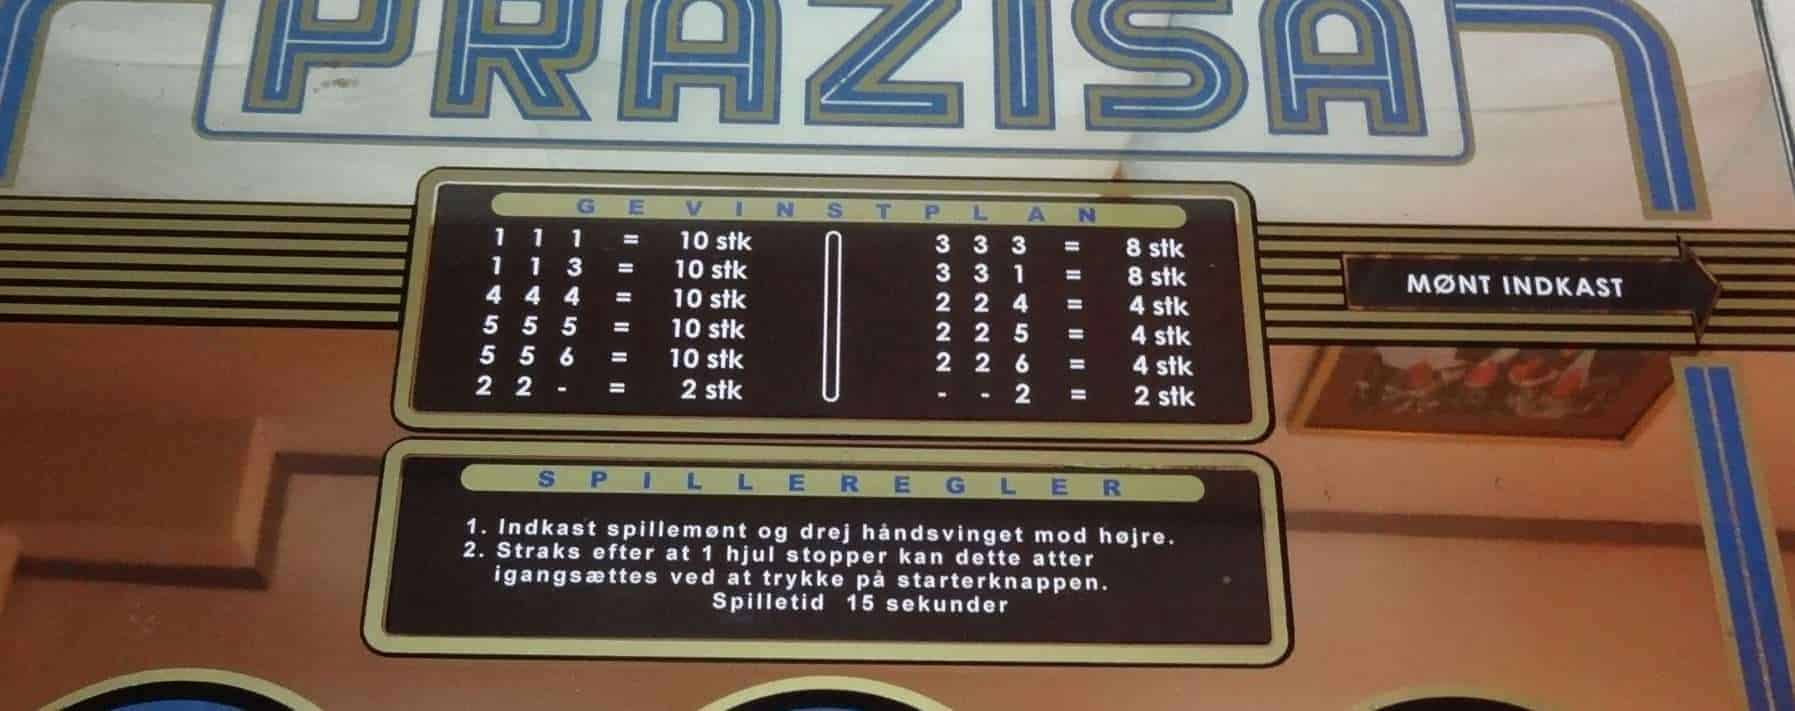 PRAZISA
GEVINSTPLAN
1 1 1 = 10 stk
1 1 3 = 10 stk
4 4 4 = 10 stk
5 5 5 = 10 stk
5 5 6 = 10 stk
2 2 - = 2 stk
3 3 3 = 8 stk
3 3 1 = 8 stk
2 2 4 = 4 stk
2 2 5 = 4 stk
2 2 6 = 4 stk
- - 2 = 2 stk
MØNT INDKAST
SPILLEREGLER
1. Indkast spillemønt og drej håndsvinget mod højre.
2. Straks efter at 1 hjul stopper kan dette atter
igangsættes ved at trykke på starterknappen.
Spilletid 15 sekunder